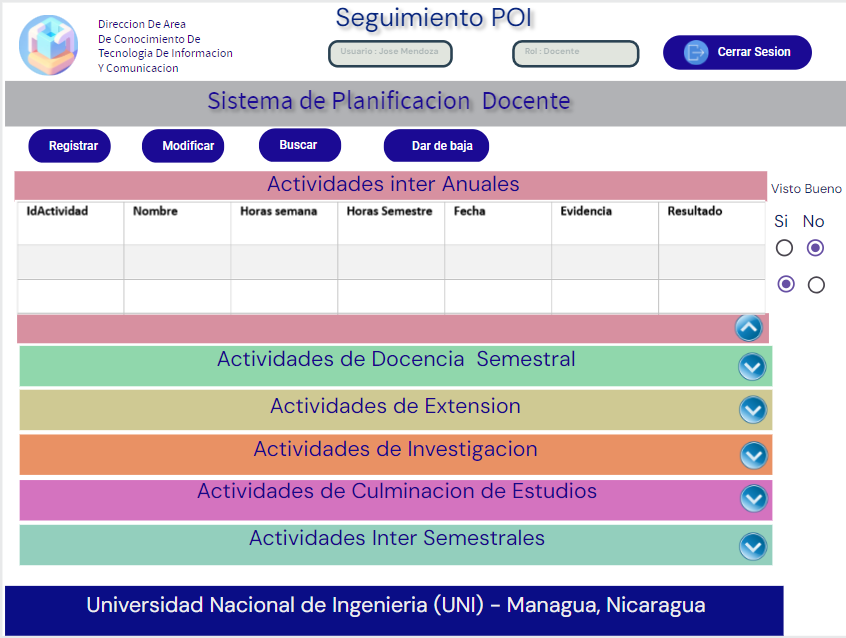 Seguimiento POI
Direccion De Area
De Conocimiento De
Tecnologia De Informacion
Y Comunicacion
Usuario : Jose Mendoza
Rol : Docente
Cerrar Sesion
Sistema de Planificacion Docente
Registrar
Modificar
Buscar
Dar de baja
Actividades inter Anuales
Visto Bueno
IdActividad Nombre Horas semana Horas Semestre Fecha Evidencia Resultado
Si No
Actividades de Docencia Semestral
Actividades de Extension
Actividades de Investigacion
Actividades de Culminacion de Estudios
Actividades Inter Semestrales
Universidad Nacional de Ingenieria (UNI) - Managua, Nicaragua